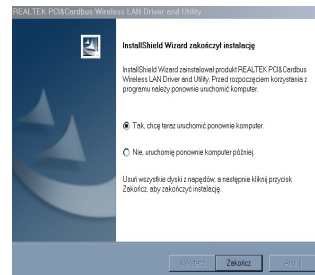 REALTEK PCI&Cardbus Wireless LAN Driver and Utility
InstallShield Wizard zakończył instalację
InstallShield Wizard zainstalował produkt REALTEK PCI&Cardbus
Wireless LAN Driver and Utility. Przed rozpoczęciem korzystania z
programu należy ponownie uruchomić komputer.
Tak, chcę teraz uruchomić ponownie komputer.
Nie, uruchomię ponownie komputer później.
Usuń wszystkie dyski z napędów, a następnie kliknij przycisk
Zakończ, aby zakończyć instalację.
< Wstecz
Zakończ
Anuluj